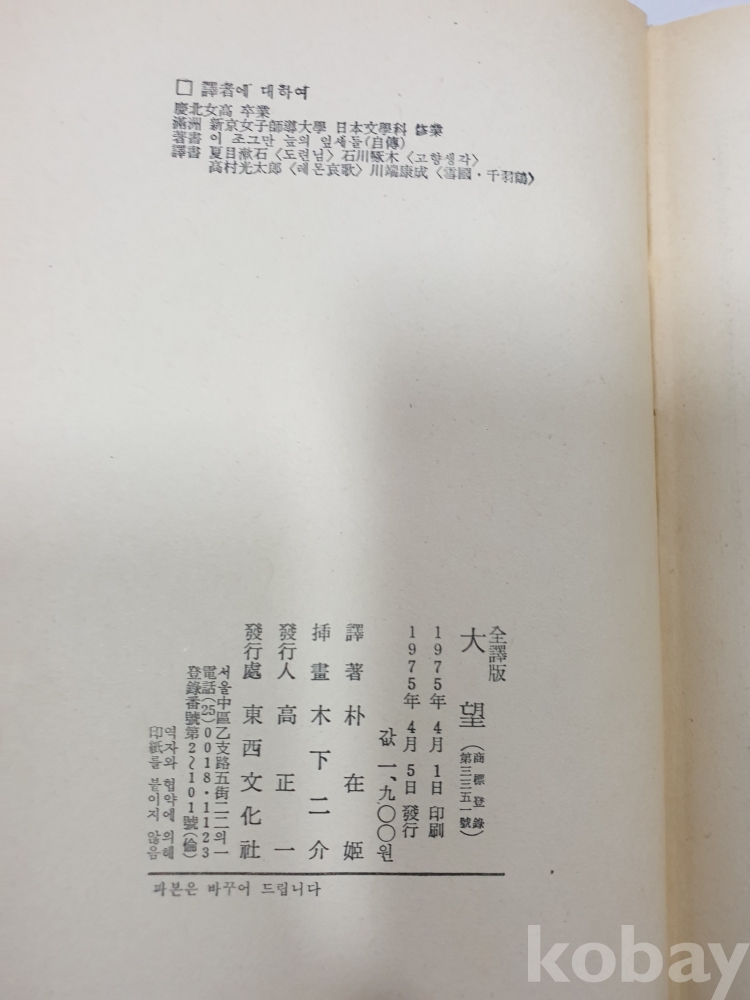 □ 譯者에 대하여
慶北女高 卒業
滿洲 新京女子師導大學 日本文學科 修業
著書 이 조그만 늪의 잎새들(自傳)
譯書 夏目漱石〈도련님〉石川啄木〈고향생각〉
高村光太郎〈레몬哀歌〉川端康成〈雪國·千羽鶴〉
全譯版
大望(商標登錄 第三三五一號)
1975年 4月 1日 印刷
1975年 4月 5日 發行
값 一、九〇〇원
譯著 朴在姬
揷畫 木下二介
發行人 高正一
發行處 東西文化社
서울中區乙支路五街二二의一
電話(25)0018·1123
登錄番號第2~101號(倫)
역자와 협약에 의해
印紙를 붙이지 않음
파본은 바꾸어 드립니다
kobay